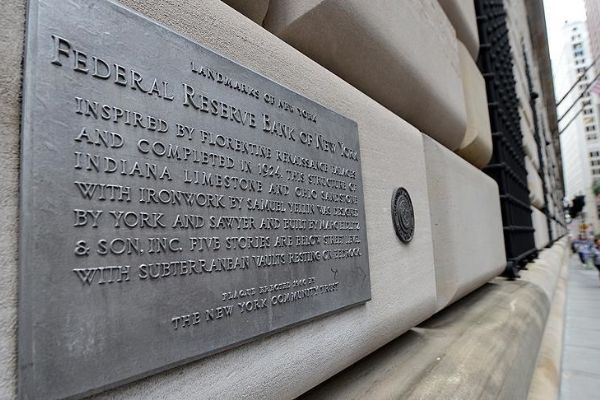 LANDMARKS OF NEW YORK
FEDERAL RESERVE BANK OF NEW YORK
INSPIRED BY FLORENTINE RENAISSANCE PALACES
AND COMPLETED IN 1924, THIS STRUCTURE OF
INDIANA LIMESTONE AND OHIO SANDSTONE
WITH IRONWORK BY SAMUEL YELLIN WAS DESIGNED
BY YORK AND SAWYER AND BUILT BY MARC EIDLITZ
& SON, INC. FIVE STORIES ARE BELOW STREET LEVEL
WITH SUBTERRANEAN VAULTS RESTING ON BEDROCK.
PLAQUE ERECTED BY
THE NEW YORK COMMUNITY TRUST